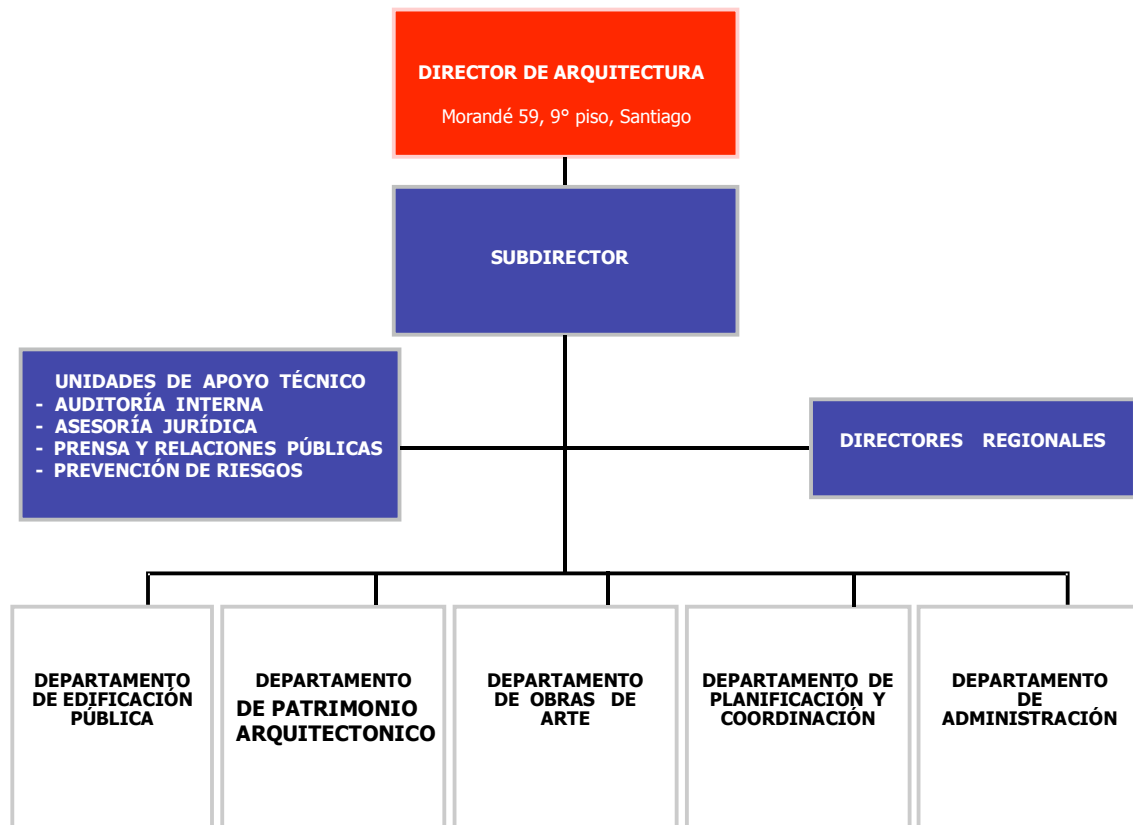 DIRECTOR DE ARQUITECTURA
Morandé 59, 9° piso, Santiago
SUBDIRECTOR
UNIDADES DE APOYO TÉCNICO
- AUDITORÍA INTERNA
- ASESORÍA JURÍDICA
- PRENSA Y RELACIONES PÚBLICAS
- PREVENCIÓN DE RIESGOS
DIRECTORES REGIONALES
DEPARTAMENTO
DE EDIFICACIÓN
PÚBLICA
DEPARTAMENTO
DE PATRIMONIO
ARQUITECTONICO
DEPARTAMENTO
DE OBRAS DE
ARTE
DEPARTAMENTO DE
PLANIFICACIÓN Y
COORDINACIÓN
DEPARTAMENTO
DE
ADMINISTRACIÓN